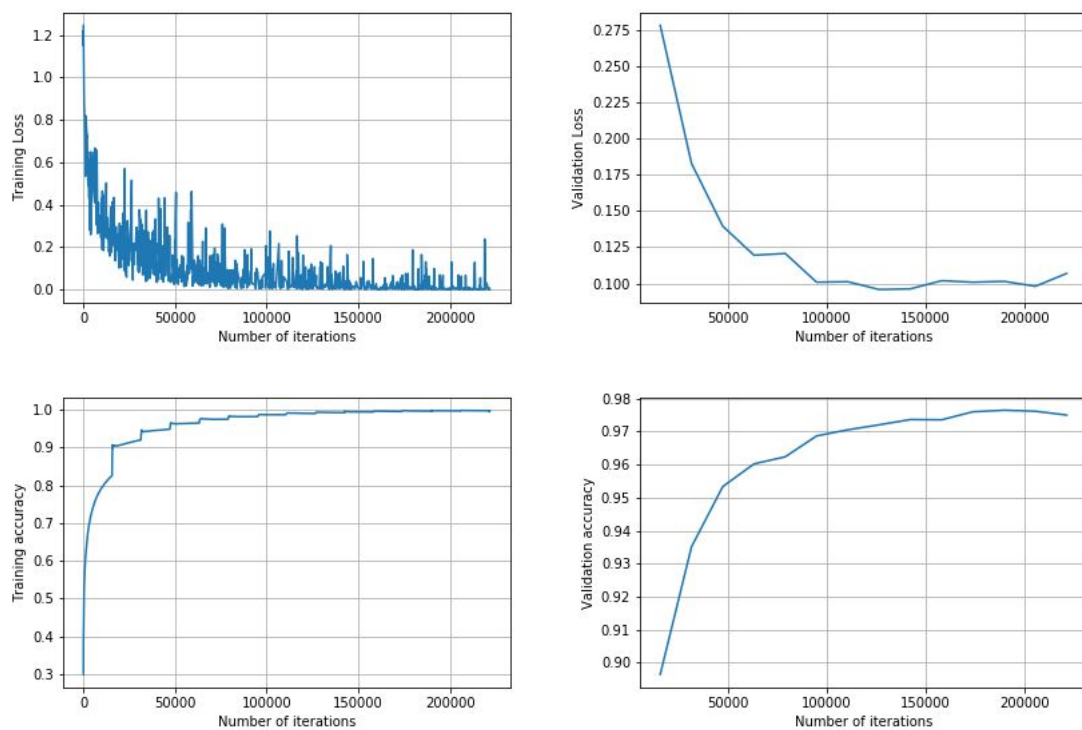 Training Loss
1.2
1.0
0.8
0.6
0.4
0.2
0.0
0 50000 100000 150000 200000
Number of iterations
Validation Loss
0.275
0.250
0.225
0.200
0.175
0.150
0.125
0.100
50000 100000 150000 200000
Number of iterations
Training accuracy
1.0
0.9
0.8
0.7
0.6
0.5
0.4
0.3
0 50000 100000 150000 200000
Number of iterations
Validation accuracy
0.98
0.97
0.96
0.95
0.94
0.93
0.92
0.91
0.90
50000 100000 150000 200000
Number of iterations